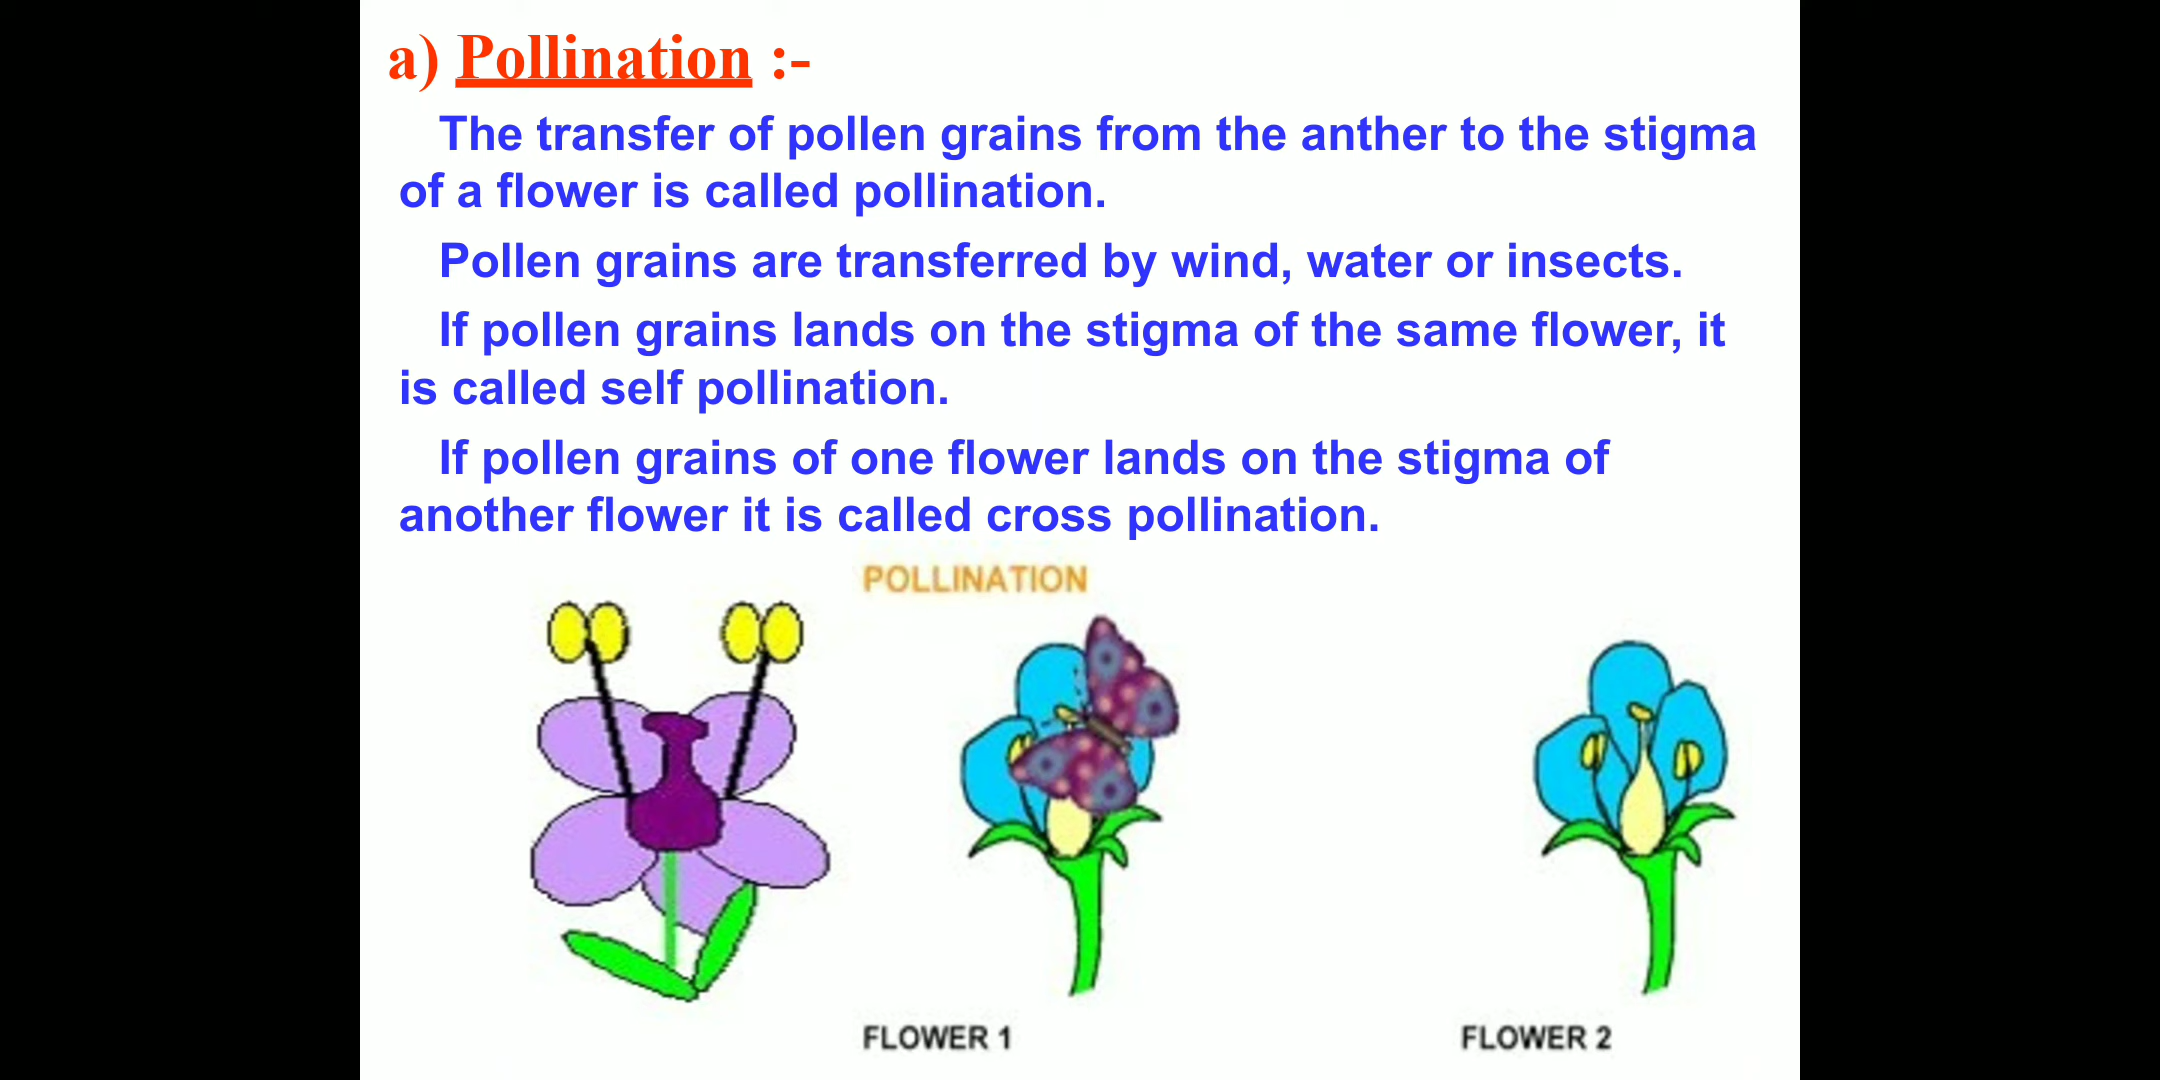 a) Pollination :-
The transfer of pollen grains from the anther to the stigma
of a flower is called pollination.
Pollen grains are transferred by wind, water or insects.
If pollen grains lands on the stigma of the same flower, it
is called self pollination.
If pollen grains of one flower lands on the stigma of
another flower it is called cross pollination.
POLLINATION
FLOWER 1
FLOWER 2